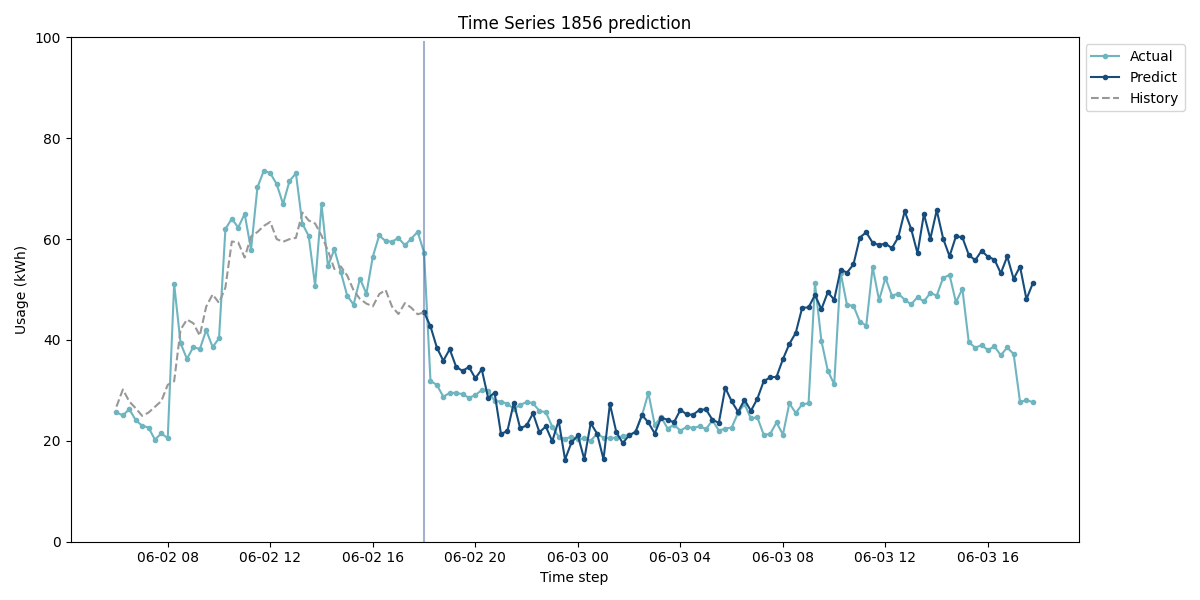 Time Series 1856 prediction
100
80
60
40
20
0
Usage (kWh)
06-02 08
06-02 12
06-02 16
06-02 20
06-03 00
06-03 04
06-03 08
06-03 12
06-03 16
Time step
Actual
Predict
History